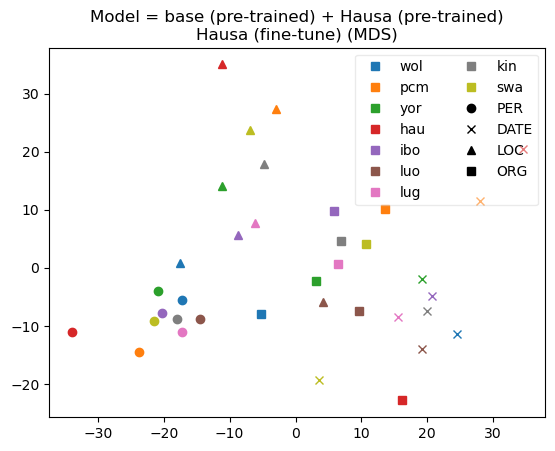 Model = base (pre-trained) + Hausa (pre-trained)
Hausa (fine-tune) (MDS)
wol
pcm
yor
hau
ibo
luo
lug
kin
swa
PER
DATE
LOC
ORG
30
20
10
0
−10
−20
−30
−20
−10
0
10
20
30